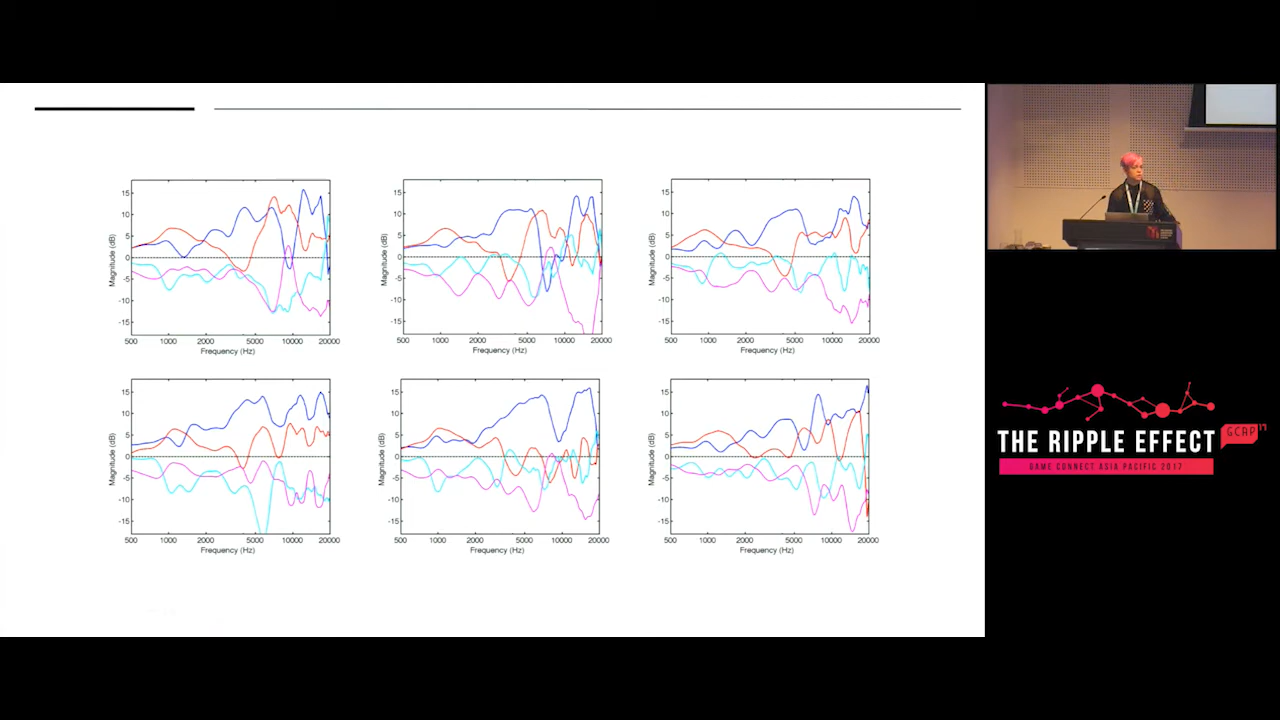 15
10
5
0
-5
-10
-15
Magnitude (dB)
500 1000 2000 5000 10000 20000
Frequency (Hz)
10
5
0
-5
-10
-15
Magnitude (dB)
500 1000 2000 5000 10000 20000
Frequency (Hz)
15
10
5
0
-5
-10
-15
Magnitude (dB)
500 1000 2000 5000 10000 20000
Frequency (Hz)
15
10
5
0
-5
-10
-15
Magnitude (dB)
500 1000 2000 5000 10000 20000
Frequency (Hz)
15
10
5
0
-5
-10
-15
Magnitude (dB)
500 1000 2000 5000 10000 20000
Frequency (Hz)
15
10
5
0
-5
-10
-15
Magnitude (dB)
500 1000 2000 5000 10000 20000
Frequency (Hz)
THE RIPPLE EFFECT
GCAP 17
GAME CONNECT ASIA PACIFIC 2017